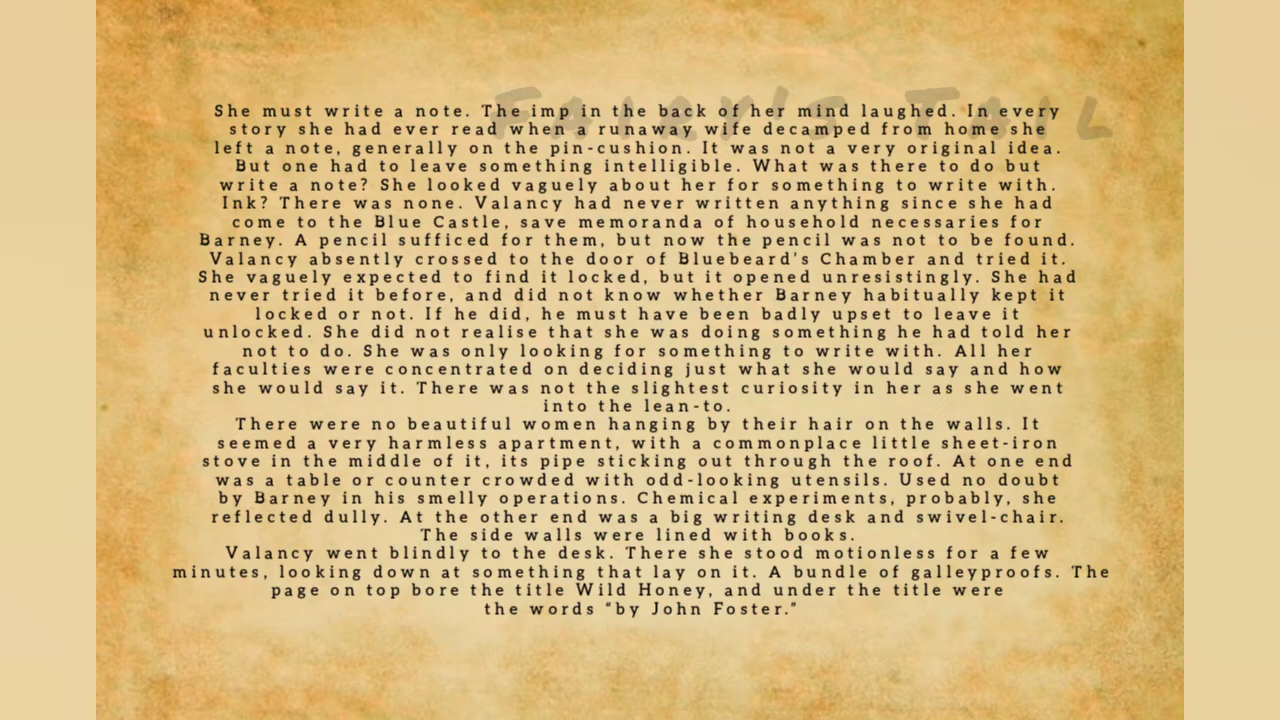 Fairy's Tail
She must write a note. The imp in the back of her mind laughed. In every
story she had ever read when a runaway wife decamped from home she
left a note, generally on the pin-cushion. It was not a very original idea.
But one had to leave something intelligible. What was there to do but
write a note? She looked vaguely about her for something to write with.
Ink? There was none. Valancy had never written anything since she had
come to the Blue Castle, save memoranda of household necessaries for
Barney. A pencil sufficed for them, but now the pencil was not to be found.
Valancy absently crossed to the door of Bluebeard's Chamber and tried it.
She vaguely expected to find it locked, but it opened unresistingly. She had
never tried it before, and did not know whether Barney habitually kept it
locked or not. If he did, he must have been badly upset to leave it
unlocked. She did not realise that she was doing something he had told her
not to do. She was only looking for something to write with. All her
faculties were concentrated on deciding just what she would say and how
she would say it. There was not the slightest curiosity in her as she went
into the lean-to.
There were no beautiful women hanging by their hair on the walls. It
seemed a very harmless apartment, with a commonplace little sheet-iron
stove in the middle of it, its pipe sticking out through the roof. At one end
was a table or counter crowded with odd-looking utensils. Used no doubt
by Barney in his smelly operations. Chemical experiments, probably, she
reflected dully. At the other end was a big writing desk and swivel-chair.
The side walls were lined with books.
Valancy went blindly to the desk. There she stood motionless for a few
minutes, looking down at something that lay on it. A bundle of galleyproofs. The
page on top bore the title Wild Honey, and under the title were
the words “by John Foster.”